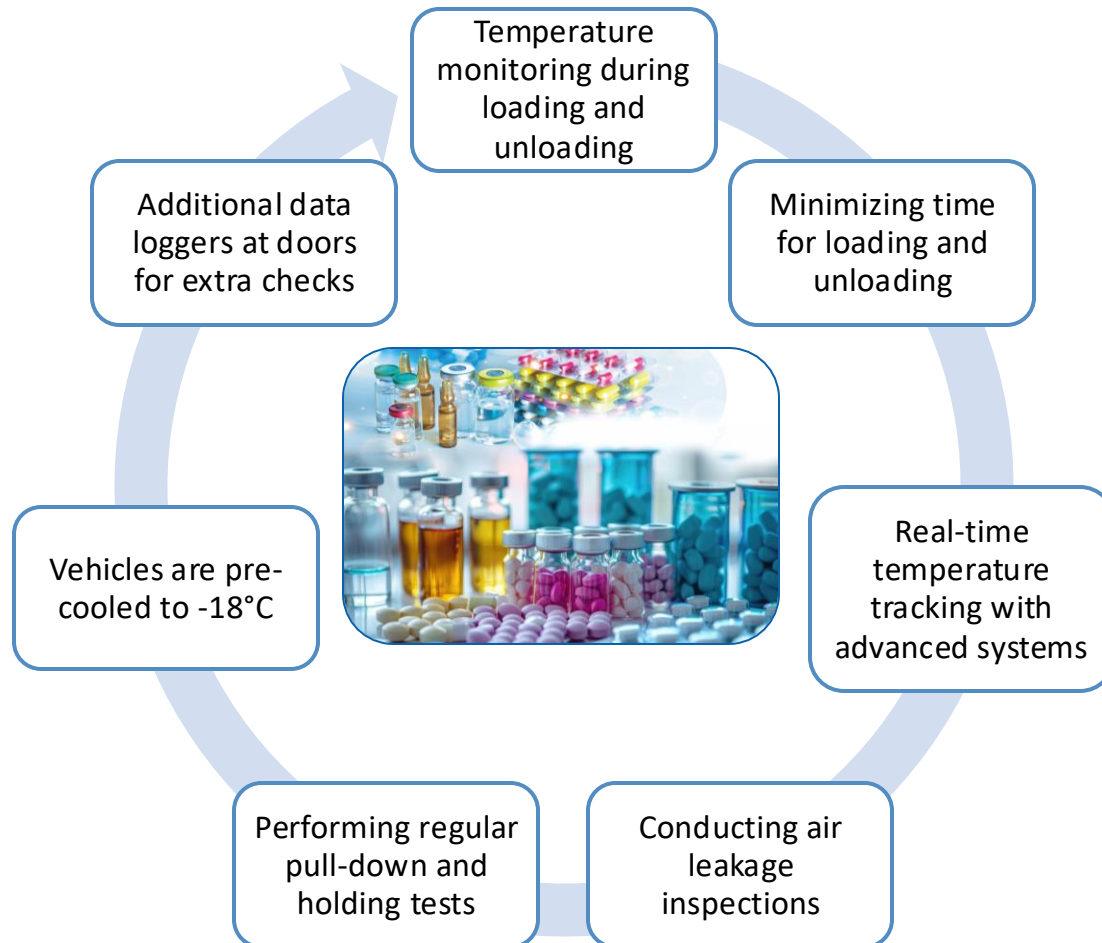 Temperature
monitoring during
loading and
unloading
Minimizing time
for loading and
unloading
Real-time
temperature
tracking with
advanced systems
Conducting air
leakage
inspections
Performing regular
pull-down and
holding tests
Vehicles are pre-
cooled to -18°C
Additional data
loggers at doors
for extra checks